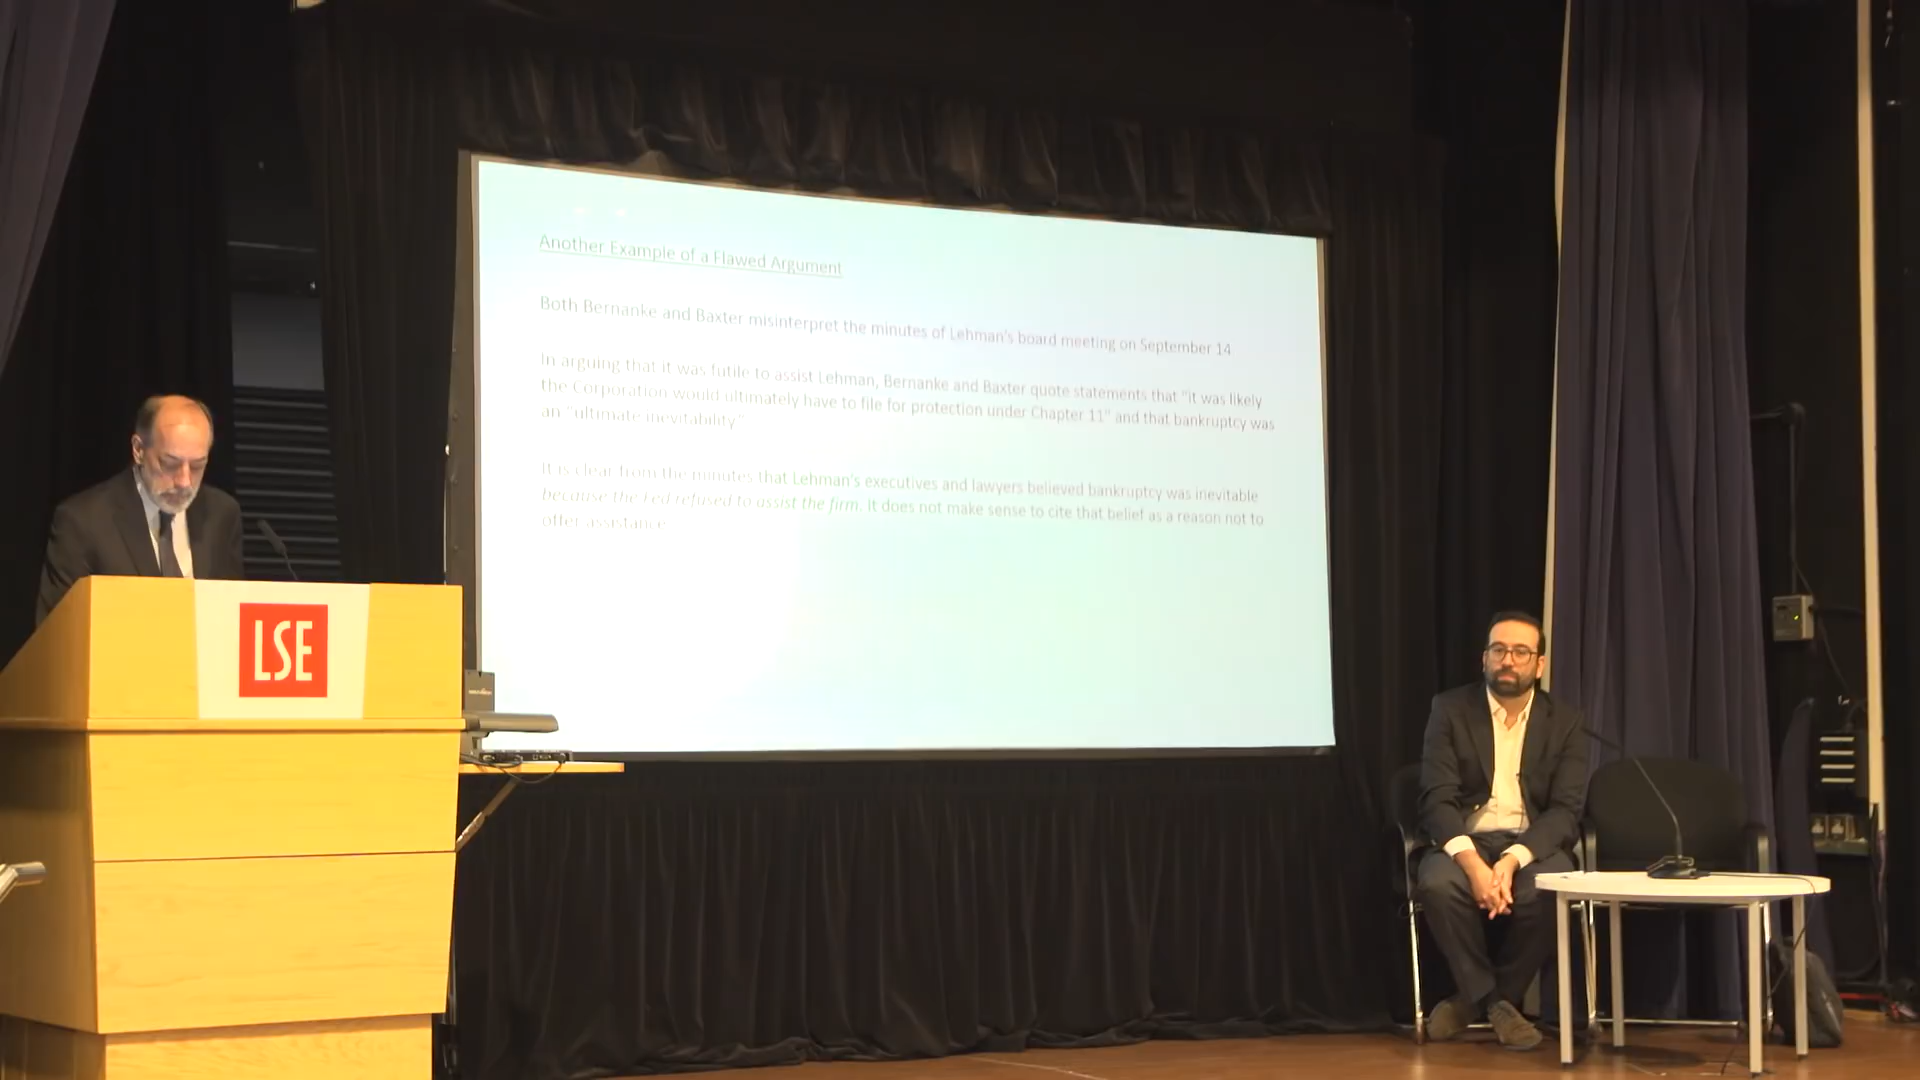 Another Example of a Flawed Argument
Both Bernanke and Baxter misinterpret the minutes of Lehman's board meeting on September 14
In arguing that it was futile to assist Lehman, Bernanke and Baxter quote statements that "it was likely
the Corporation would ultimately have to file for protection under Chapter 11" and that bankruptcy was
an "ultimate inevitability"
It is clear from the minutes that Lehman's executives and lawyers believed bankruptcy was inevitable
because the Fed refused to assist the firm. It does not make sense to cite that belief as a reason not to
offer assistance.
LSE